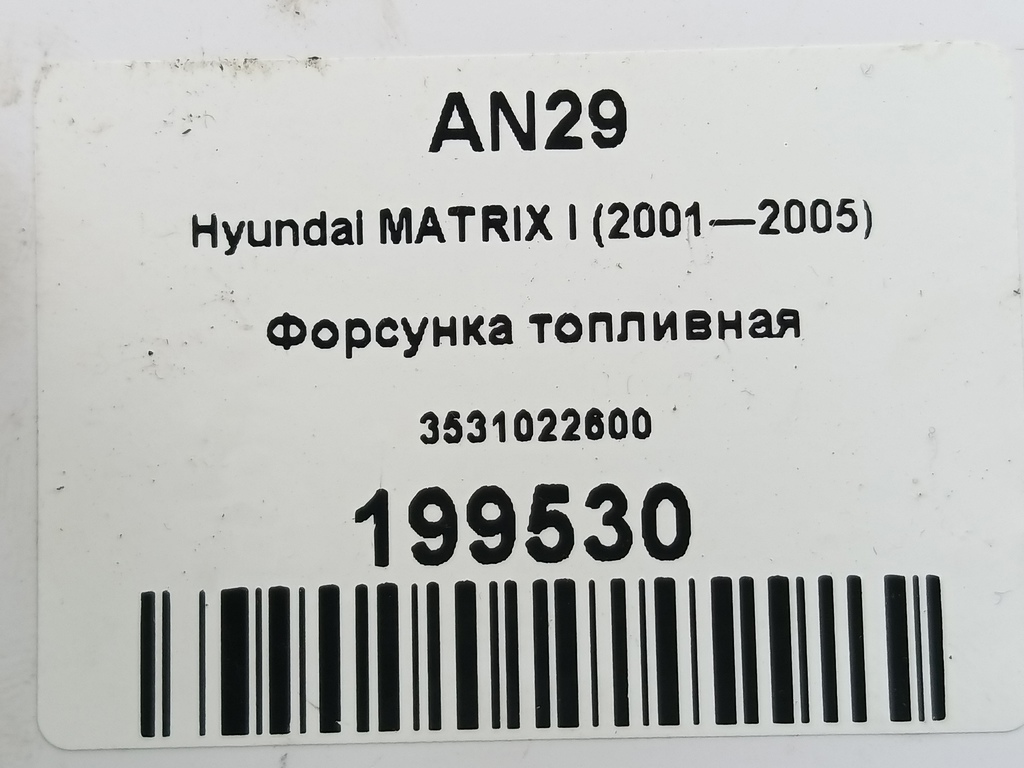 AN29
Hyundai MATRIX I (2001—2005)
Форсунка топливная
3531022600
199530